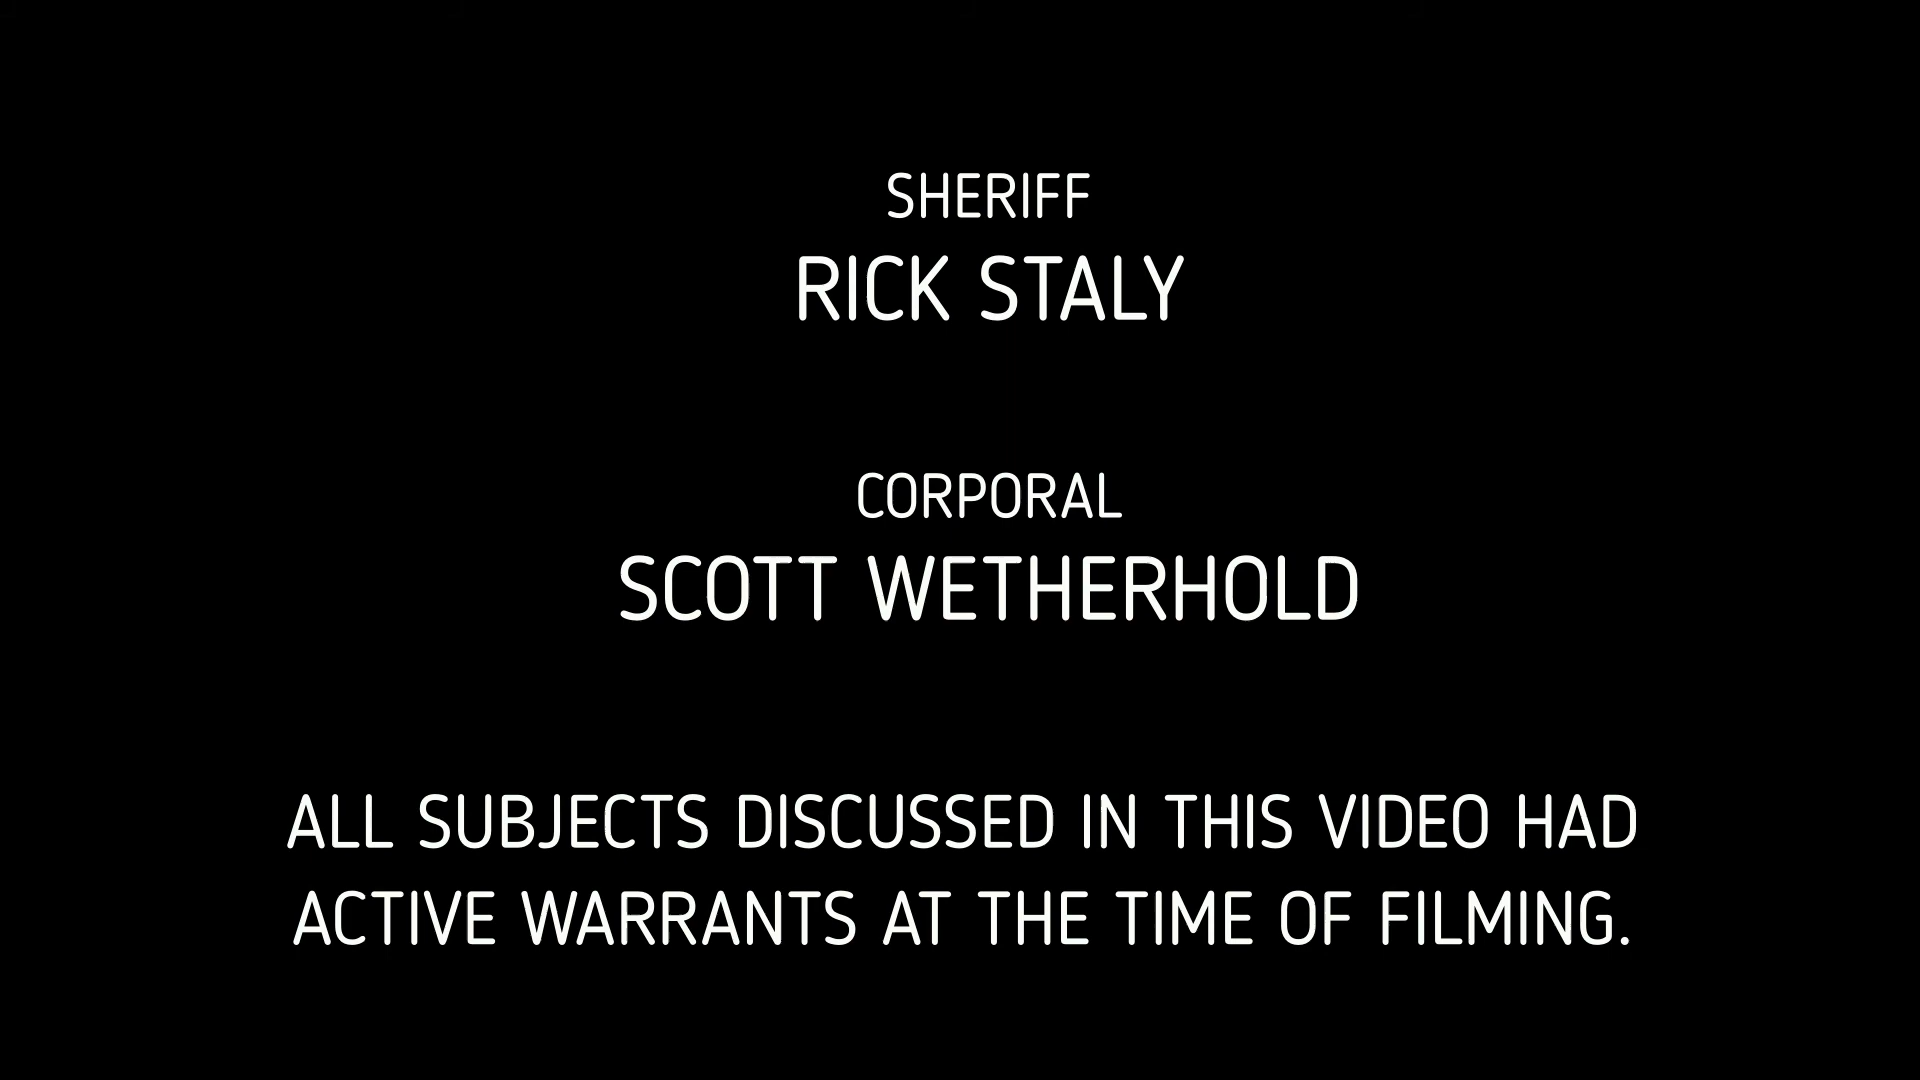 SHERIFF
RICK STALY
CORPORAL
SCOTT WETHERHOLD
ALL SUBJECTS DISCUSSED IN THIS VIDEO HAD
ACTIVE WARRANTS AT THE TIME OF FILMING.